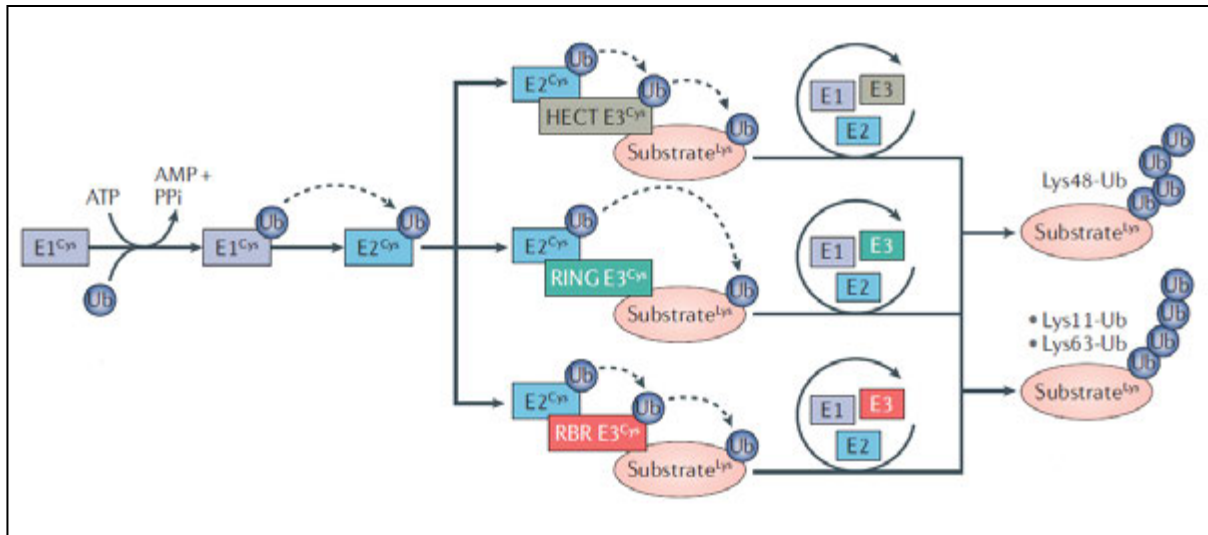 ATP
AMP +
PPi
E1Cys
Ub
E1Cys
Ub
E2Cys
Ub
E2Cys
Ub
HECT E3Cys
Ub
SubstrateLys
Ub
E1
E3
E2
E2Cys
Ub
RING E3Cys
SubstrateLys
Ub
E1
E3
E2
E2Cys
Ub
RBR E3Cys
Ub
SubstrateLys
Ub
E1
E3
E2
Lys48-Ub
Ub
Ub
Ub
Ub
SubstrateLys
• Lys11-Ub
• Lys63-Ub
Ub
Ub
Ub
Ub
SubstrateLys